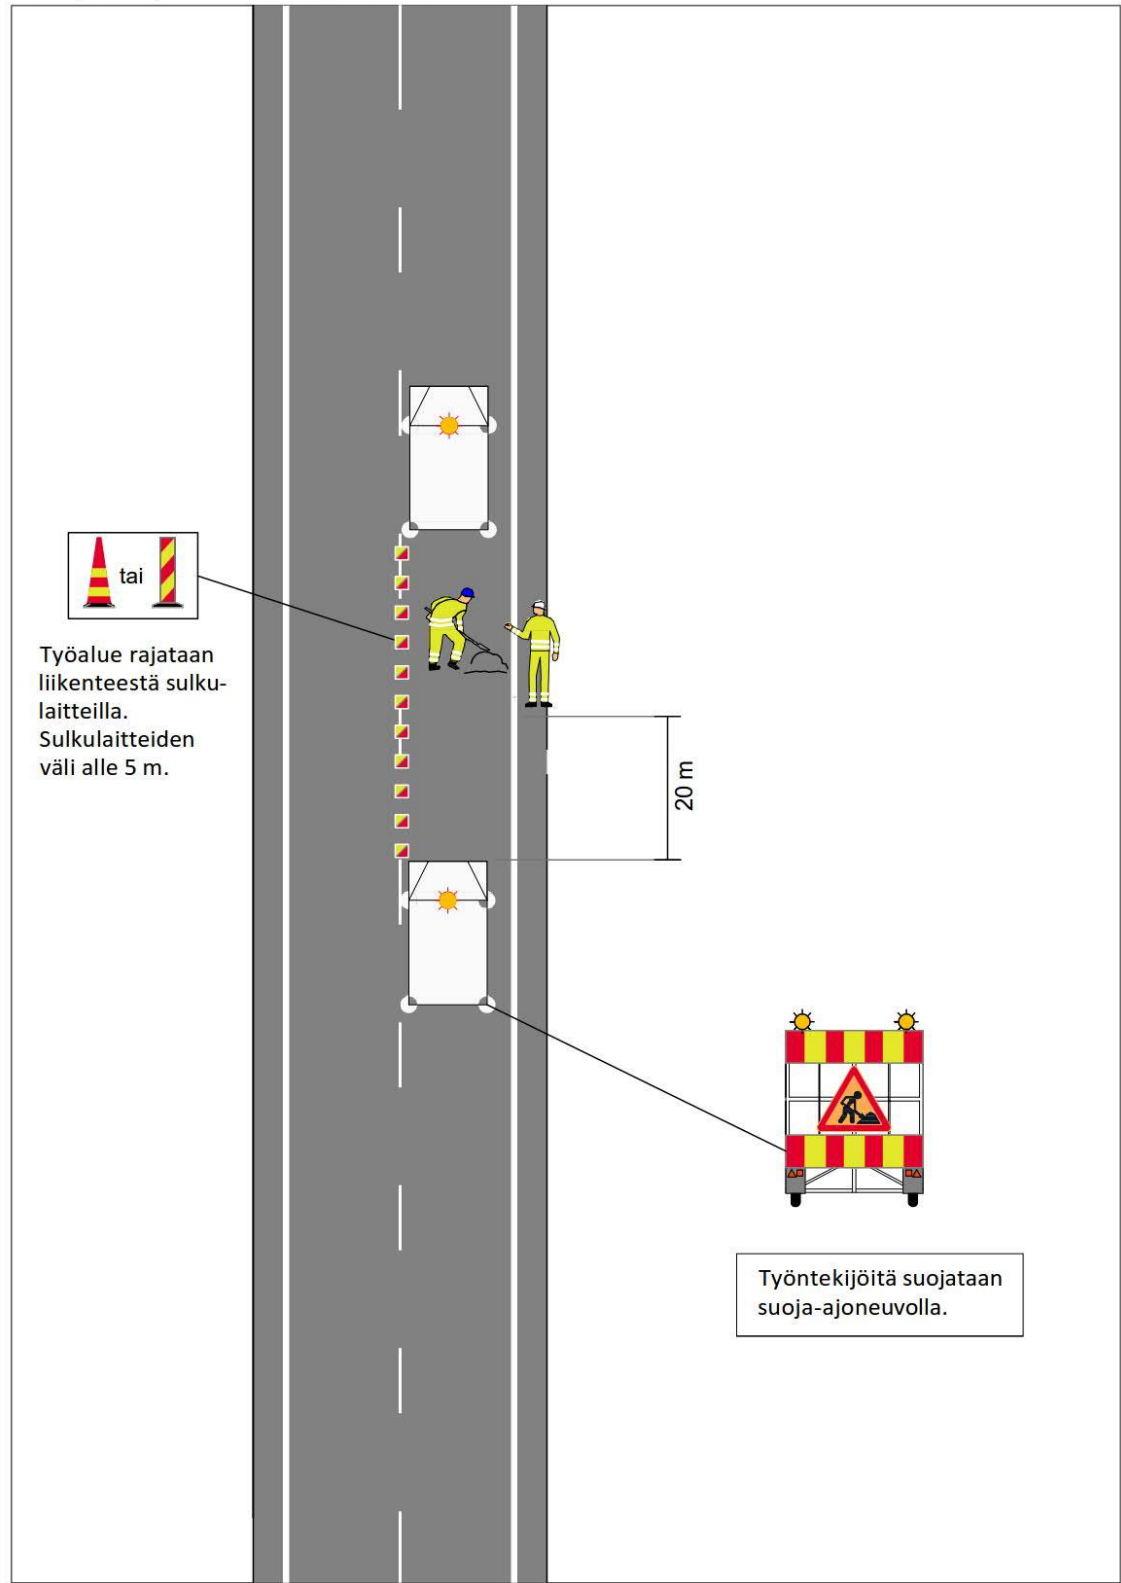 tai
Työalue rajataan
liikenteestä sulku-
laitteilla.
Sulkulaitteiden
väli alle 5 m.
20 m
Työntekijöitä suojataan
suoja-ajoneuvolla.